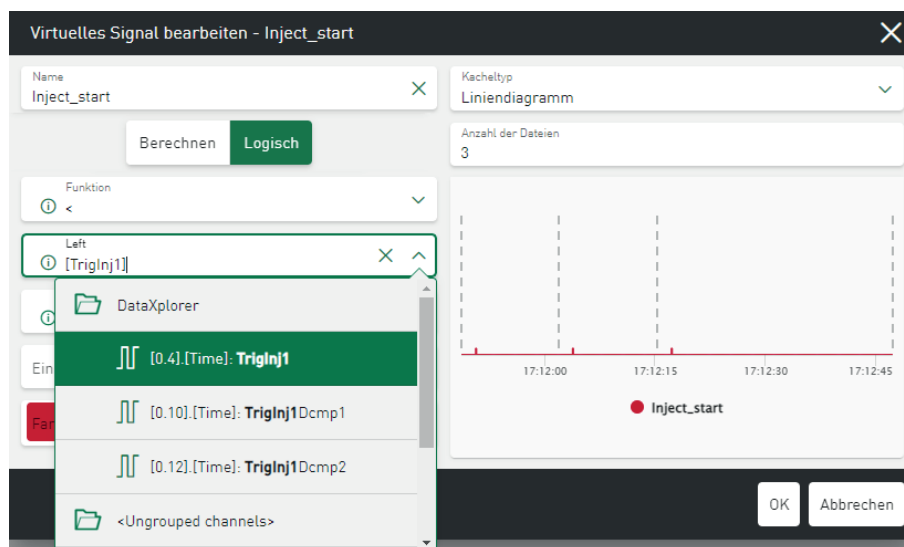 Virtuelles Signal bearbeiten - Inject_start
Name
Inject_start
Berechnen Logisch
Funktion
<
Left
[TrigInj1]
DataXplorer
[0.4].[Time]: TrigInj1
[0.10].[Time]: TrigInj1Dcmp1
[0.12].[Time]: TrigInj1Dcmp2
<Ungrouped channels>
Ein
Far
Kacheltyp
Liniendiagramm
Anzahl der Dateien
3
17:12:00 17:12:15 17:12:30 17:12:45
Inject_start
OK Abbrechen